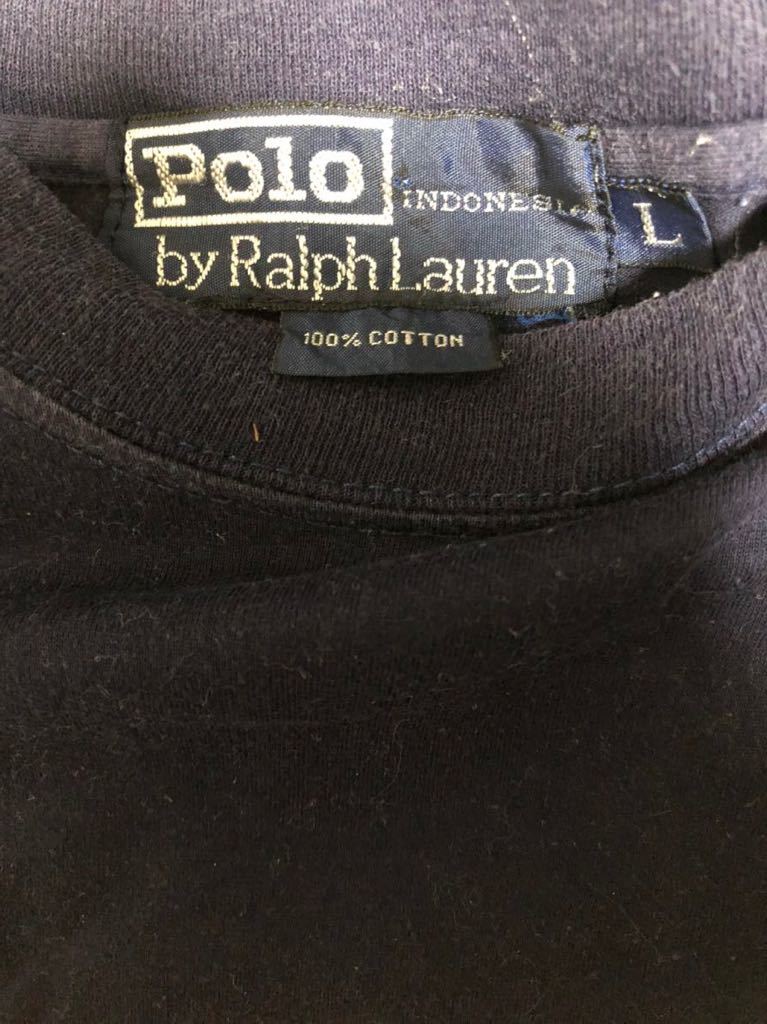 Polo
INDONESIA
by Ralph Lauren
L
100% COTTON